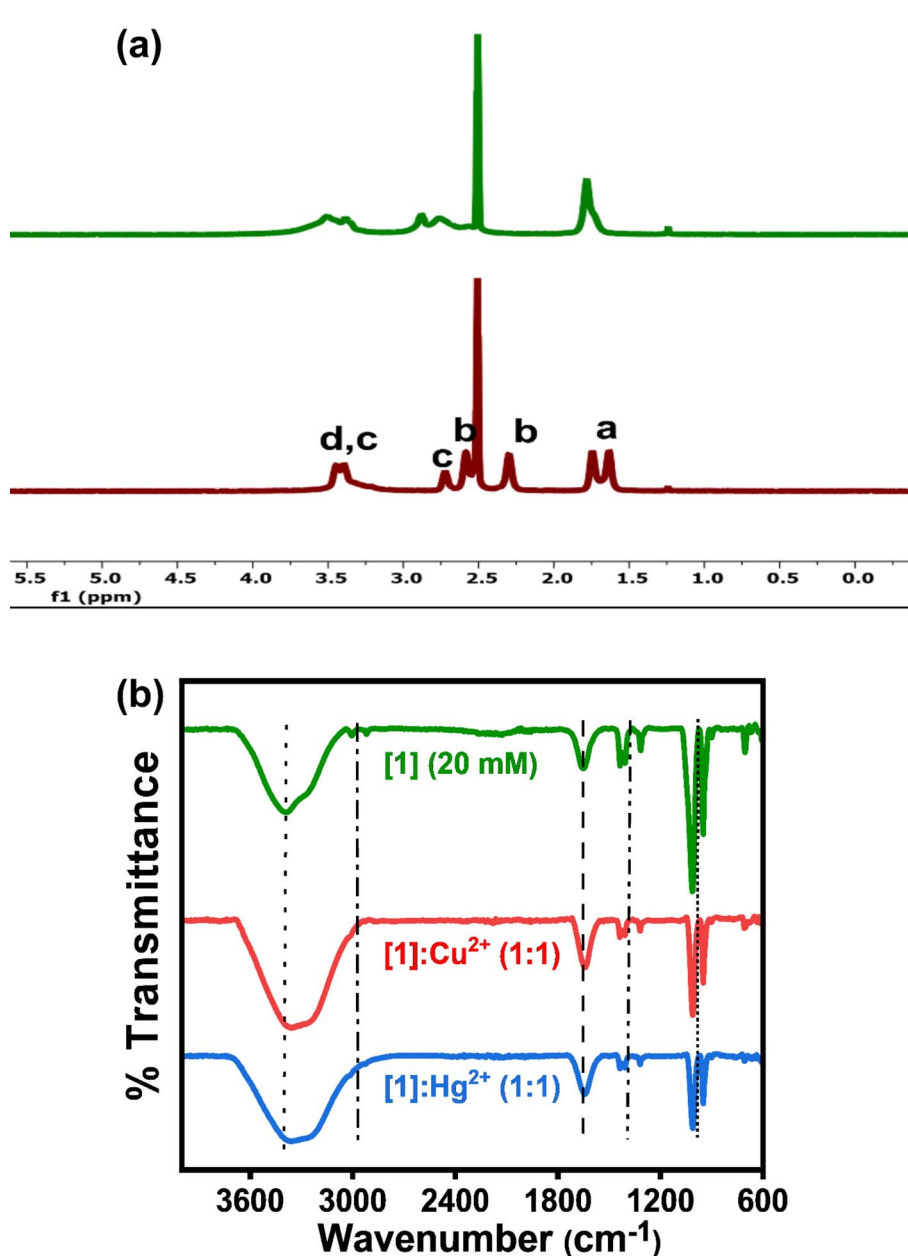 (a)
d,c
c
b
b
a
5.5 5.0 4.5 4.0 3.5 3.0 2.5 2.0 1.5 1.0 0.5 0.0
f1 (ppm)
(b)
% Transmittance
[1] (20 mM)
[1]:Cu²⁺ (1:1)
[1]:Hg²⁺ (1:1)
3600 3000 2400 1800 1200 600
Wavenumber (cm⁻¹)